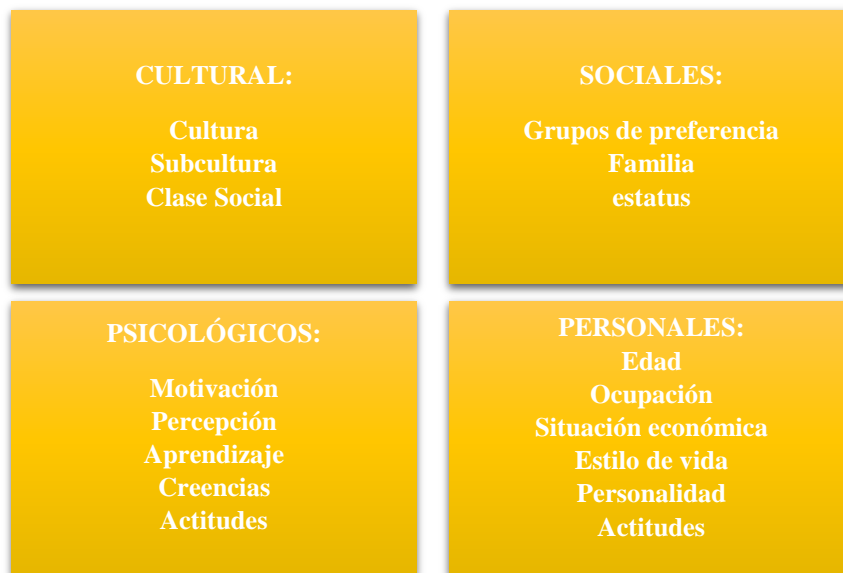 CULTURAL:
Cultura
Subcultura
Clase Social
SOCIALES:
Grupos de preferencia
Familia
estatus
PSICOLÓGICOS:
Motivación
Percepción
Aprendizaje
Creencias
Actitudes
PERSONALES:
Edad
Ocupación
Situación económica
Estilo de vida
Personalidad
Actitudes